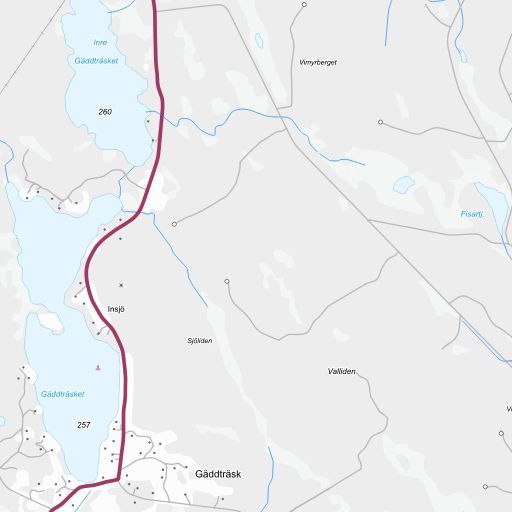 Inre
Gäddträsket
Vimyrberget
260
Fisartj.
Insjö
Sjöliden
Valliden
Gäddträsket
257
Gäddträsk